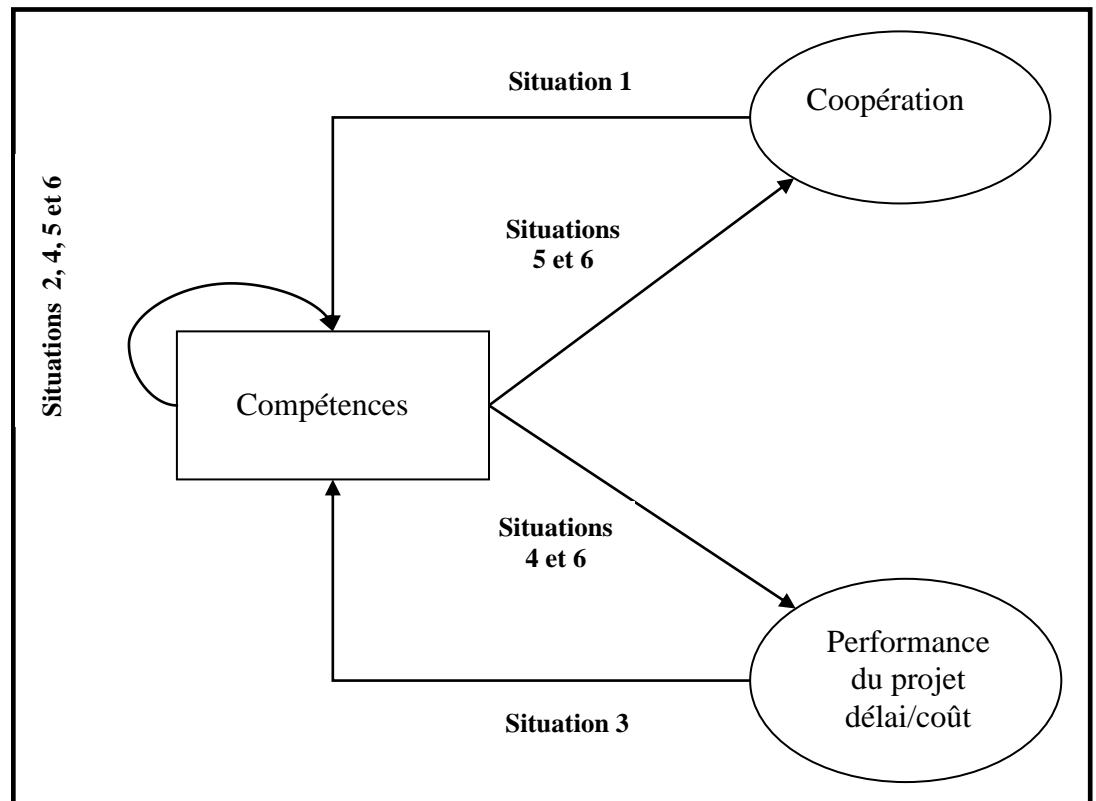 Situation 1
Coopération
Situations 2, 4, 5 et 6
Situations
5 et 6
Compétences
Situations
4 et 6
Performance
du projet
délai/coût
Situation 3